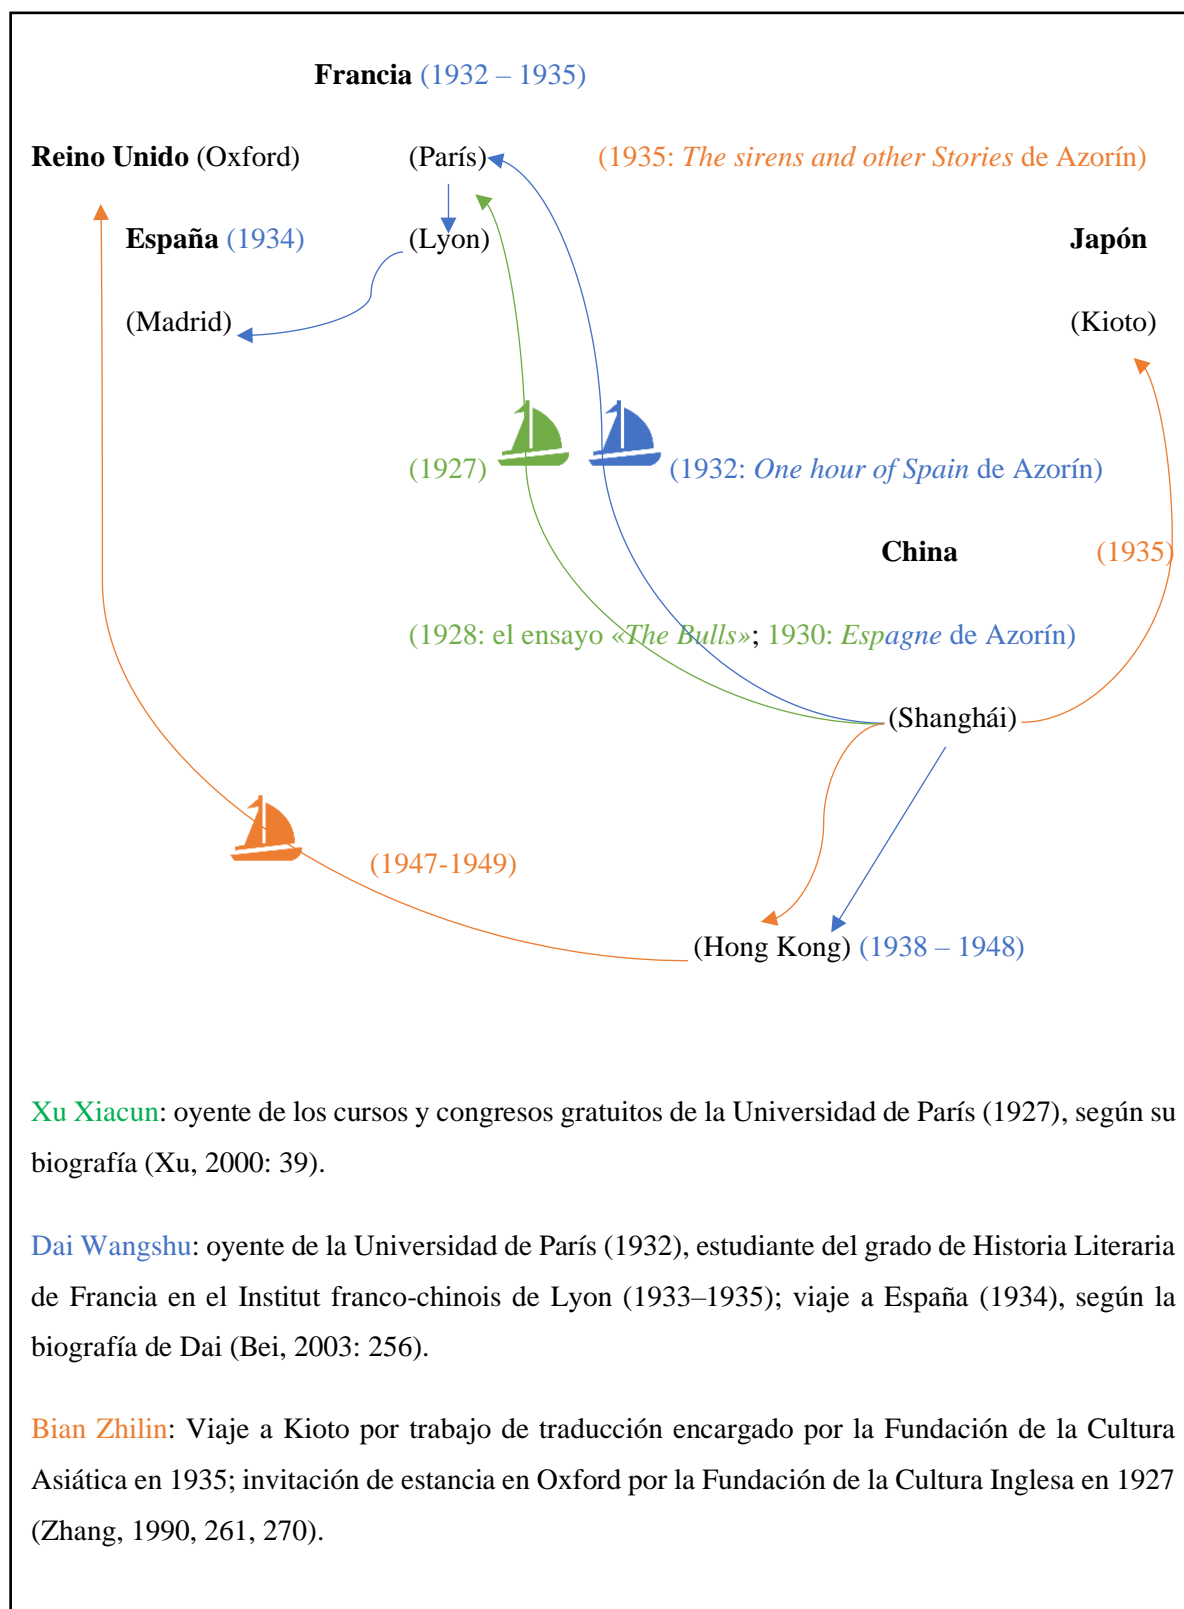 Francia (1932 – 1935)
Reino Unido (Oxford) (París) (1935: The sirens and other Stories de Azorín)
España (1934) (Lyon) Japón
(Madrid) (Kioto)
(1927) (1932: One hour of Spain de Azorín)
China (1935)
(1928: el ensayo «The Bulls»; 1930: Espagne de Azorín)
(Shanghái)
(1947-1949)
(Hong Kong) (1938 – 1948)
Xu Xiacun: oyente de los cursos y congresos gratuitos de la Universidad de París (1927), según su
biografía (Xu, 2000: 39).
Dai Wangshu: oyente de la Universidad de París (1932), estudiante del grado de Historia Literaria
de Francia en el Institut franco-chinois de Lyon (1933–1935); viaje a España (1934), según la
biografía de Dai (Bei, 2003: 256).
Bian Zhilin: Viaje a Kioto por trabajo de traducción encargado por la Fundación de la Cultura
Asiática en 1935; invitación de estancia en Oxford por la Fundación de la Cultura Inglesa en 1927
(Zhang, 1990, 261, 270).